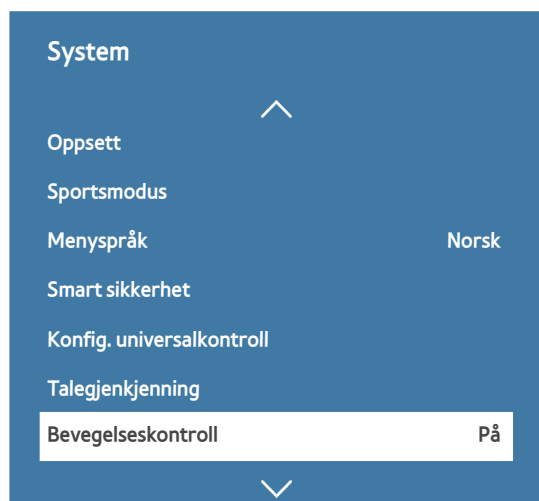 System
Oppsett
Sportsmodus
Menyspråk Norsk
Smart sikkerhet
Konfig. universalkontroll
Talegjenkjenning
Bevegelseskontroll På